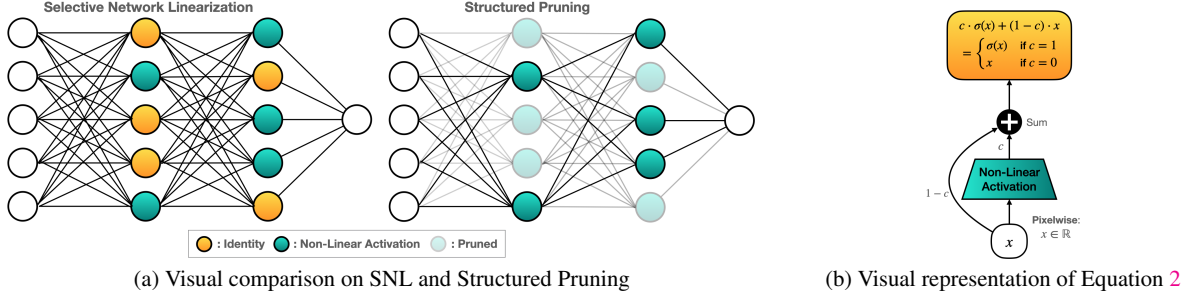 Selective Network Linearization
Structured Pruning
: Identity
: Non-Linear Activation
: Pruned
(a) Visual comparison on SNL and Structured Pruning
c · σ(x) + (1 − c) · x
= { σ(x) if c = 1
x if c = 0
Sum
c
Non-Linear
Activation
1 − c
Pixelwise:
x ∈ ℝ
x
(b) Visual representation of Equation 2